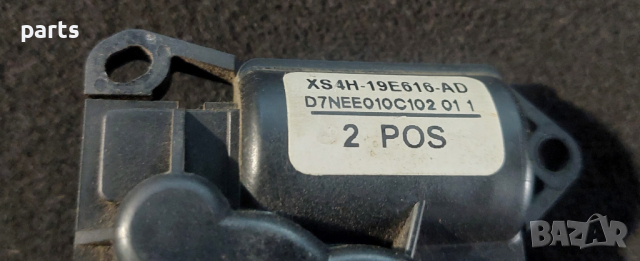 parts
XS4H-19E616-AD
D7NEE010C102 01 1
2 POS
BAZAR